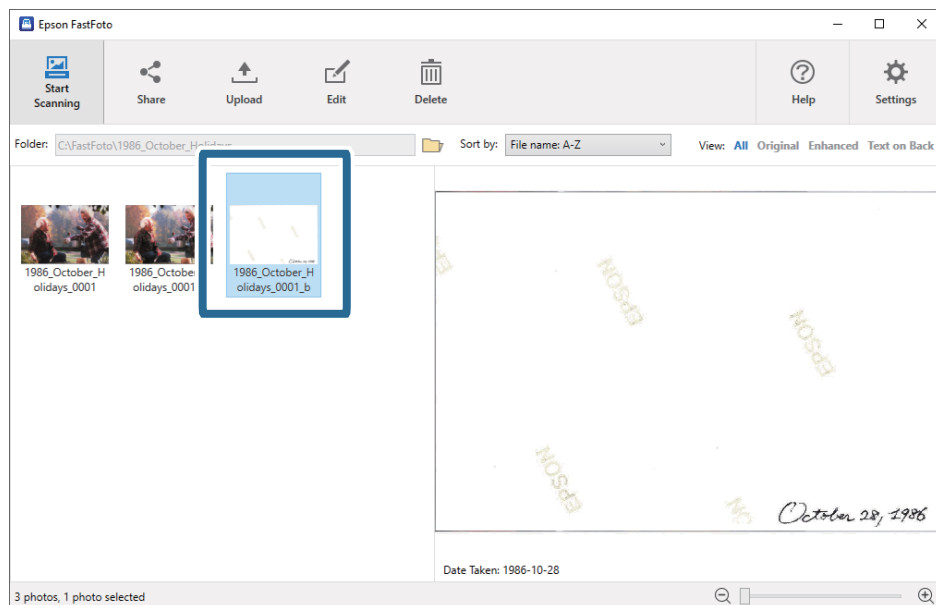 Epson FastFoto
Start
Scanning
Share
Upload
Edit
Delete
Help
Settings
Folder:
C:\FastFoto\1986_October_Holidays
Sort by:
File name: A-Z
View:
All
Original
Enhanced
Text on Back
1986_October_H
olidays_0001
1986_October
olidays_0001
1986_October_H
olidays_0001_b
EPSON
EPSON
EPSON
EPSON
ON
October 28, 1986
Date Taken: 1986-10-28
3 photos, 1 photo selected